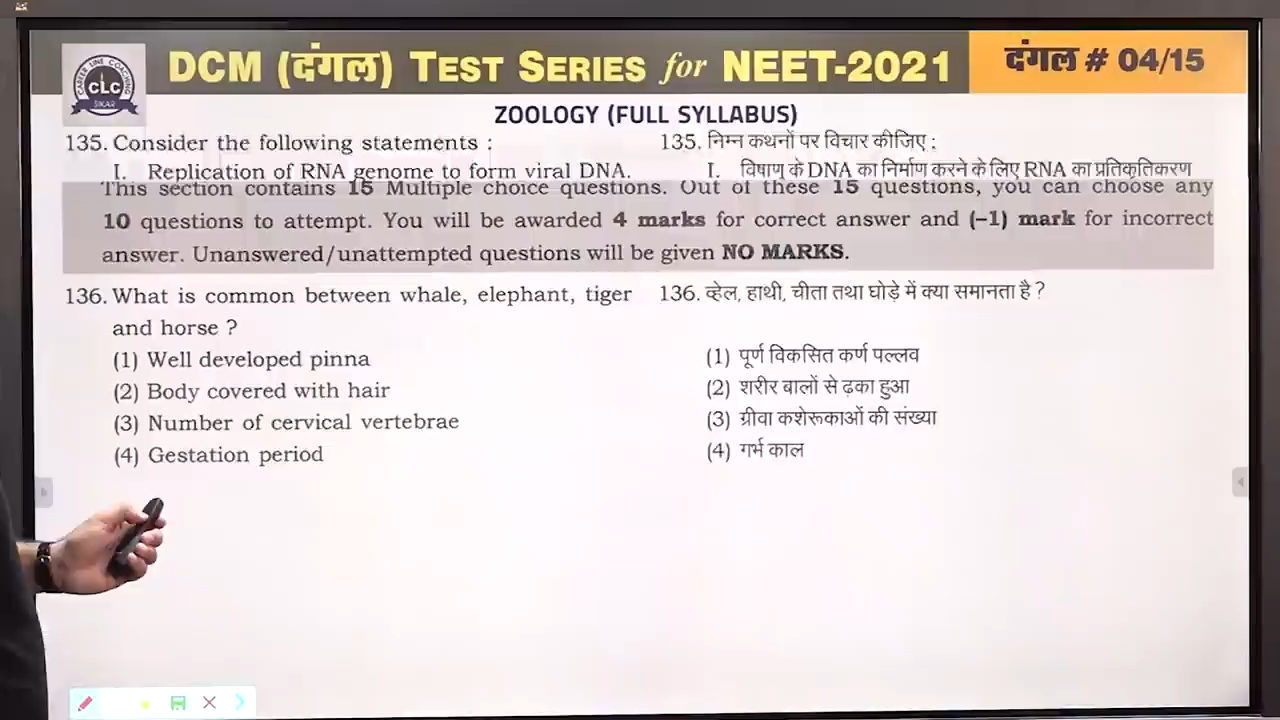 DCM (दंगल) TEST SERIES for NEET-2021
दंगल # 04/15
CLC
SIKAR
ZOOLOGY (FULL SYLLABUS)
135. Consider the following statements :
I. Replication of RNA genome to form viral DNA.
135. निम्न कथनों पर विचार कीजिए :
I. विषाणु के DNA का निर्माण करने के लिए RNA का प्रतिकृतिकरण
This section contains 15 Multiple choice questions. Out of these 15 questions, you can choose any
10 questions to attempt. You will be awarded 4 marks for correct answer and (–1) mark for incorrect
answer. Unanswered/unattempted questions will be given NO MARKS.
136. What is common between whale, elephant, tiger
and horse ?
(1) Well developed pinna
(2) Body covered with hair
(3) Number of cervical vertebrae
(4) Gestation period
136. व्हेल, हाथी, चीता तथा घोड़े में क्या समानता है ?
(1) पूर्ण विकसित कर्ण पल्लव
(2) शरीर बालों से ढ़का हुआ
(3) ग्रीवा कशेरूकाओं की संख्या
(4) गर्भ काल